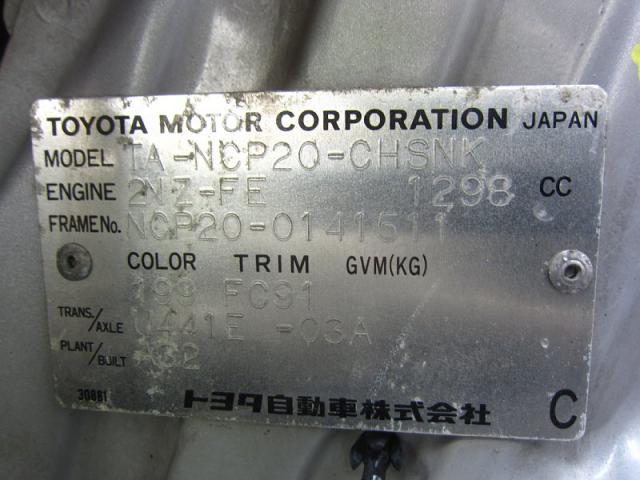 TOYOTA MOTOR CORPORATION JAPAN
MODEL TA-NCP20-CHSNK
ENGINE 2NZ-FE 1298 CC
FRAME No. NCP20-0141511
COLOR TRIM GVM(KG)
199 FC91
TRANS./AXLE U441E -03A
PLANT/BUILT A32
30881
トヨタ自動車株式会社 C